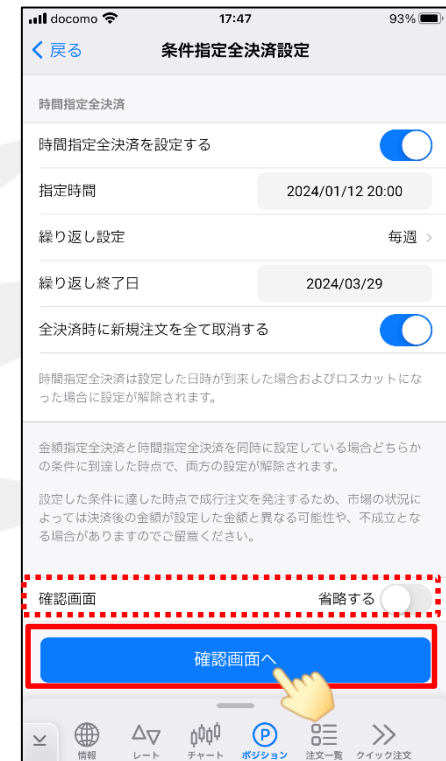 docomo 17:47 93%
戻る 条件指定全決済設定
時間指定全決済
時間指定全決済を設定する
指定時間 2024/01/12 20:00
繰り返し設定 毎週
繰り返し終了日 2024/03/29
全決済時に新規注文を全て取消する
時間指定全決済は設定した日時が到来した場合およびロスカットにな
った場合に設定が解除されます。
金額指定全決済と時間指定全決済を同時に設定している場合どちらか
の条件に到達した時点で、両方の設定が解除されます。
設定した条件に達した時点で成行注文を発注するため、市場の状況に
よっては決済後の金額が設定した金額と異なる可能性や、不成立とな
る場合がありますのでご留意ください。
確認画面 省略する
確認画面へ
情報 レート チャート ポジション 注文一覧 クイック注文